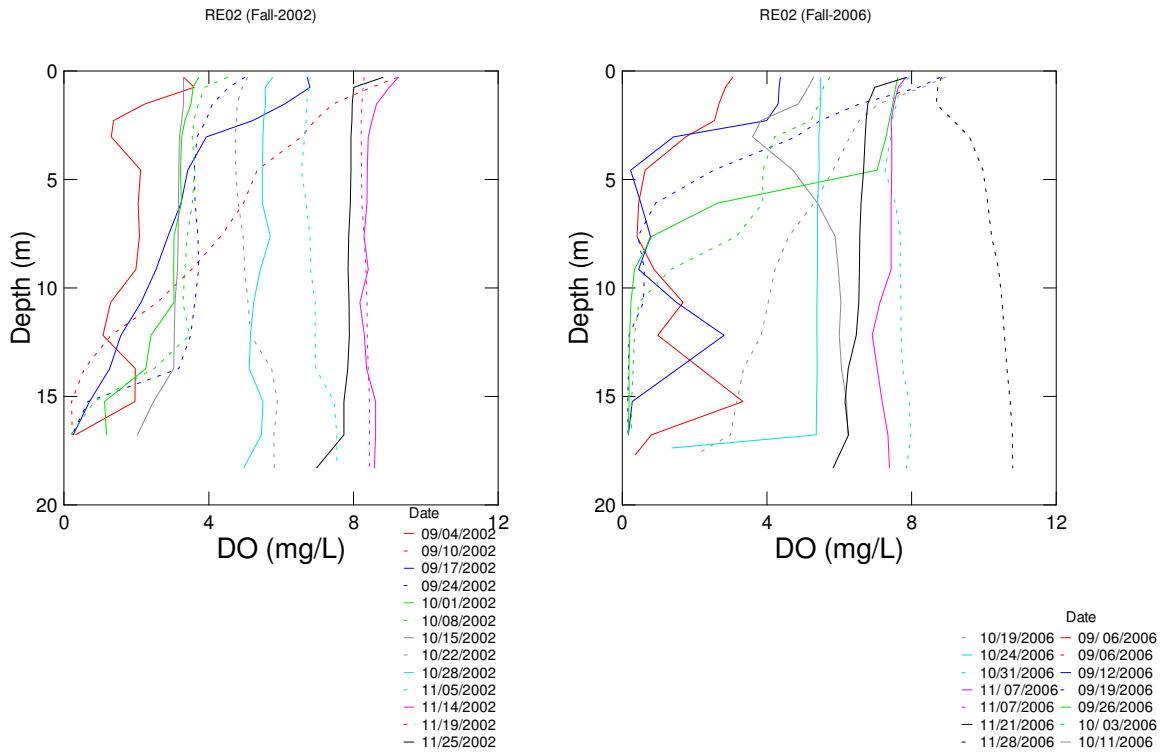 RE02 (Fall-2002)
0
5
10
15
20
Depth (m)
0 4 8 12
DO (mg/L)
Date
09/04/2002
09/10/2002
09/17/2002
09/24/2002
10/01/2002
10/08/2002
10/15/2002
10/22/2002
10/28/2002
11/05/2002
11/14/2002
11/19/2002
11/25/2002
RE02 (Fall-2006)
0
5
10
15
20
Depth (m)
0 4 8 12
DO (mg/L)
Date
10/19/2006 09/ 06/2006
10/24/2006 09/06/2006
10/31/2006 09/12/2006
11/ 07/2006 09/19/2006
11/07/2006 09/26/2006
11/21/2006 10/ 03/2006
11/28/2006 10/11/2006